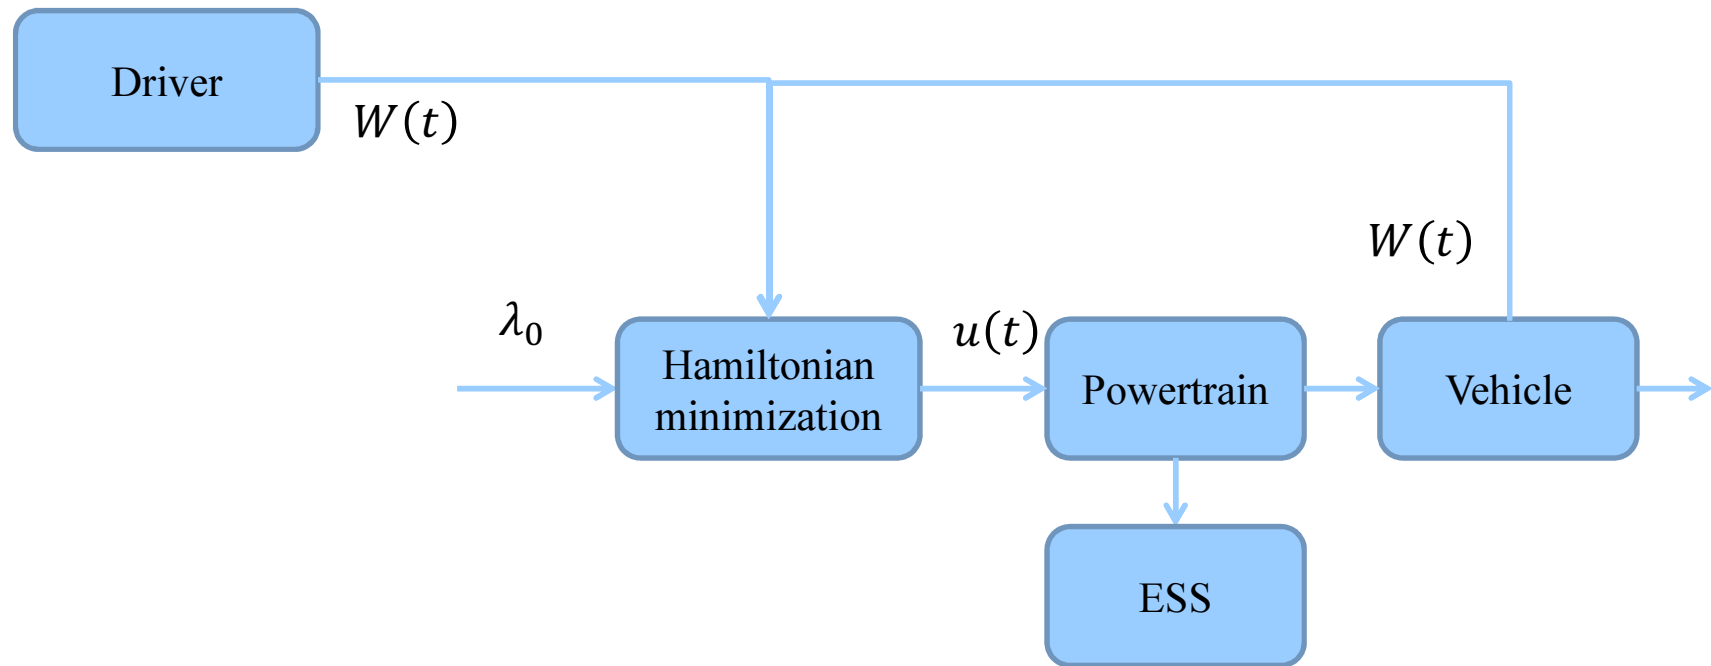 Driver
W(t)
W(t)
λ₀
Hamiltonian
minimization
u(t)
Powertrain
Vehicle
ESS